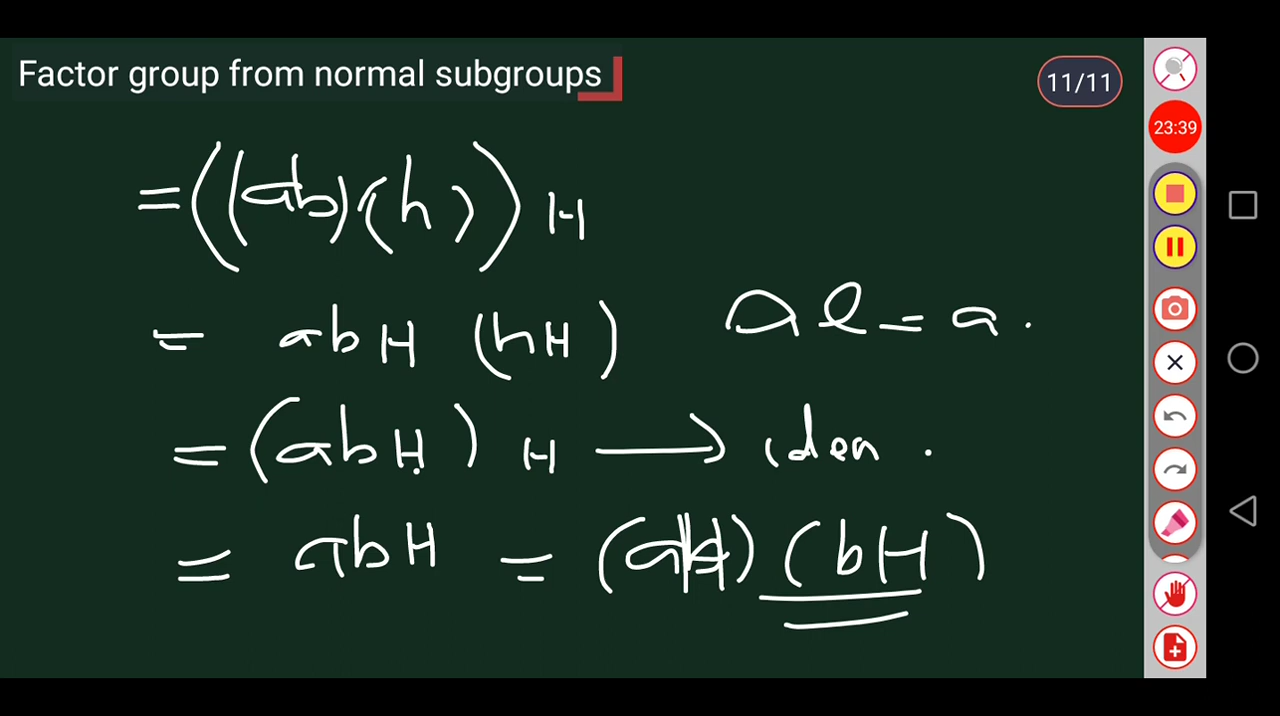 Factor group from normal subgroups
11/11
23:39
= ((ab)(h))H
= abH (hH)
ae = a.
= (abH) H → iden.
= abH = (aH) (bH)